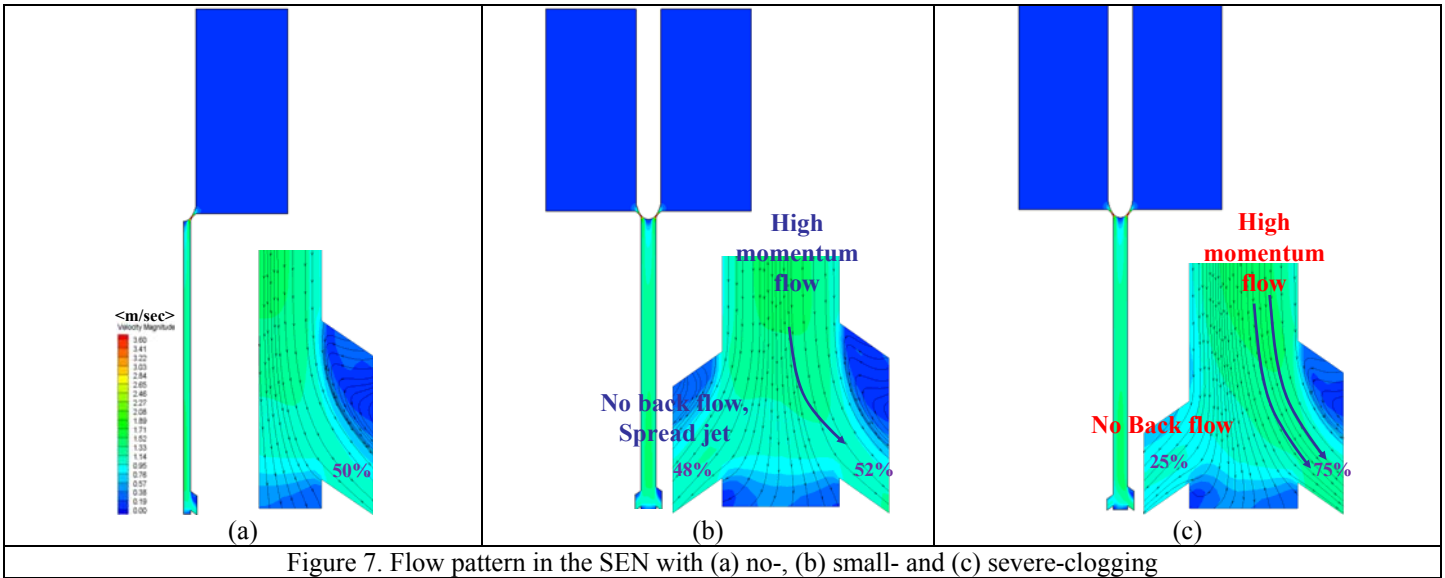 <m/sec>
Velocity Magnitude
3.60
3.41
3.22
3.03
2.84
2.65
2.46
2.27
2.08
1.89
1.71
1.52
1.33
1.14
0.95
0.76
0.57
0.38
0.19
0.00
50%
(a)
High
momentum
flow
No back flow,
Spread jet
48%
52%
(b)
High
momentum
flow
No Back flow
25%
75%
(c)
Figure 7. Flow pattern in the SEN with (a) no-, (b) small- and (c) severe-clogging